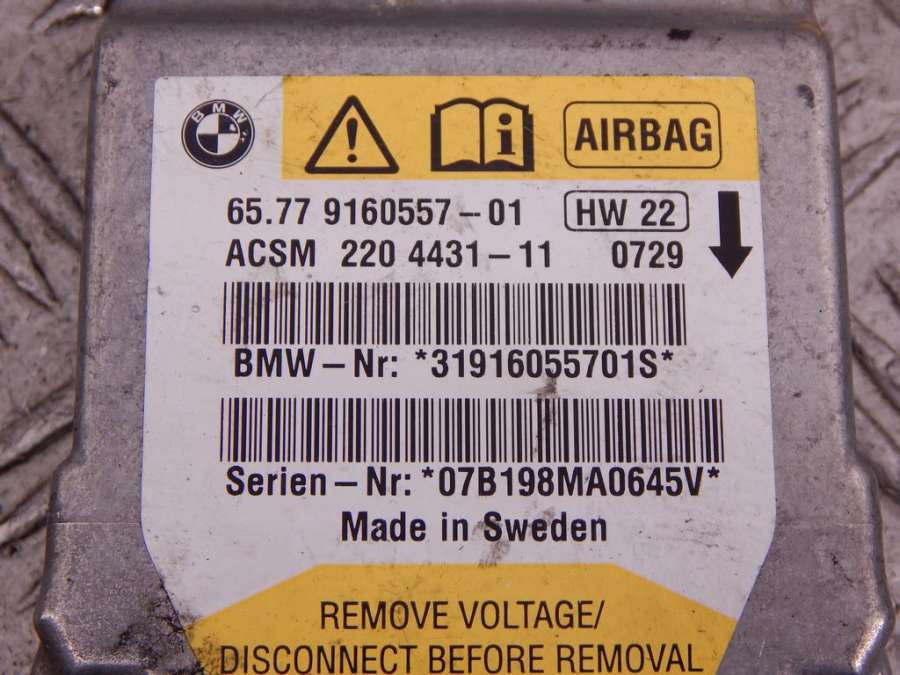 BMW
i
AIRBAG
65.77 9160557-01 HW 22
ACSM 220 4431-11 0729
BMW-Nr: *31916055701S*
Serien-Nr: *07B198MA0645V*
Made in Sweden
REMOVE VOLTAGE/
DISCONNECT BEFORE REMOVAL